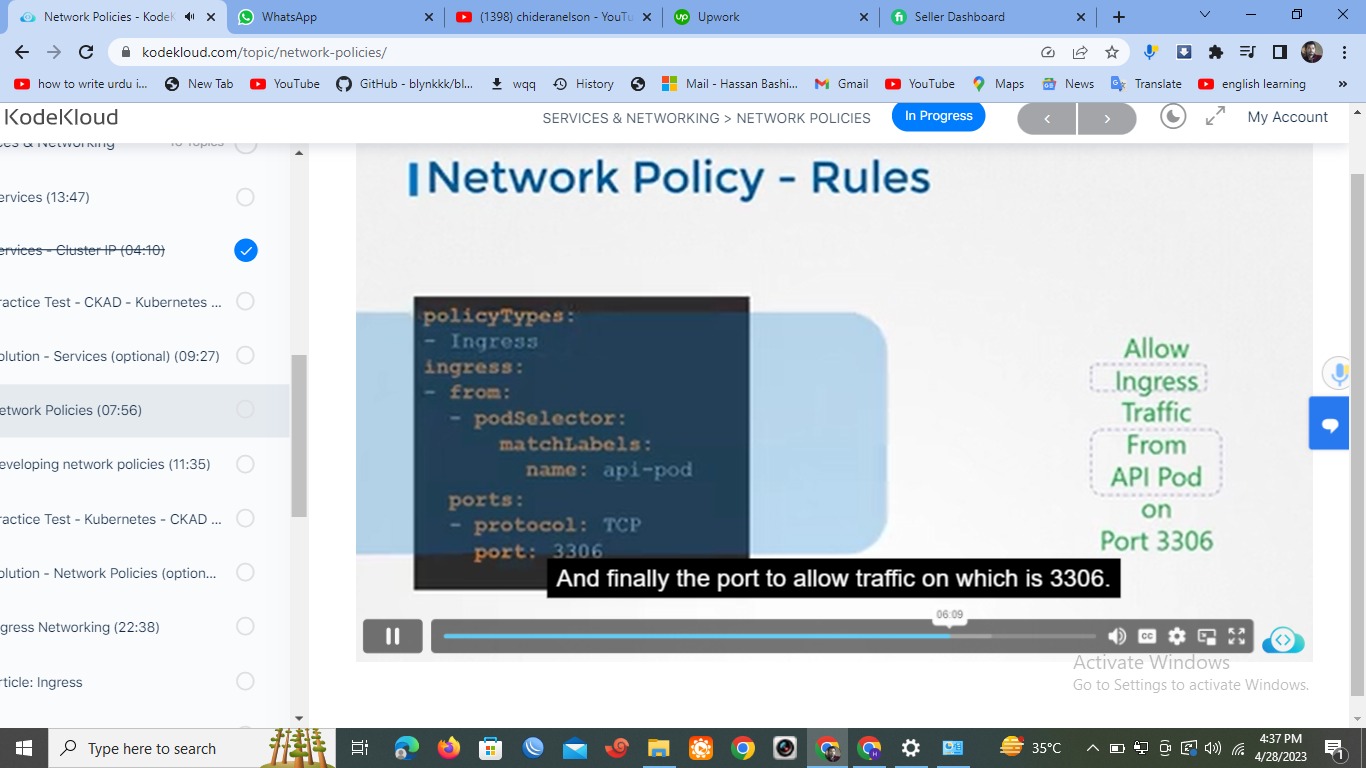 Network Policies - Kodek
WhatsApp
(1398) chideranelson - YouTu
Upwork
Seller Dashboard
kodekloud.com/topic/network-policies/
how to write urdu i...
New Tab
YouTube
GitHub - blynkkk/bl...
wqq
History
Mail - Hassan Bashi...
Gmail
YouTube
Maps
News
Translate
english learning
»
KodeKloud
SERVICES & NETWORKING > NETWORK POLICIES
In Progress
My Account
ces & Networking
ervices (13:47)
ervices - Cluster IP (04:10)
ractice Test - CKAD - Kubernetes ...
olution - Services (optional) (09:27)
etwork Policies (07:56)
eveloping network policies (11:35)
ractice Test - Kubernetes - CKAD ...
olution - Network Policies (option...
gress Networking (22:38)
rticle: Ingress
Network Policy - Rules
policyTypes:
- Ingress
ingress:
- from:
- podSelector:
matchLabels:
name: api-pod
ports:
- protocol: TCP
port: 3306
Allow
Ingress
Traffic
From
API Pod
on
Port 3306
And finally the port to allow traffic on which is 3306.
06:09
CC
Activate Windows
Go to Settings to activate Windows.
Type here to search
35°C
4:37 PM
4/28/2023
1